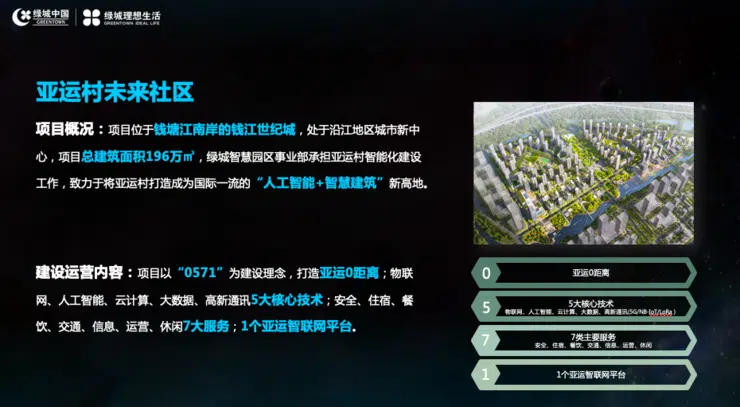 绿城中国
GREENTOWN
绿城理想生活
GREENTOWN IDEAL LIFE
亚运村未来社区
项目概况：项目位于钱塘江南岸的钱江世纪城，处于沿江地区城市新中
心，项目总建筑面积196万㎡，绿城智慧园区事业部承担亚运村智能化建设
工作，致力于将亚运村打造成为国际一流的“人工智能+智慧建筑”新高地。
建设运营内容：项目以“0571”为建设理念，打造亚运0距离；物联
网、人工智能、云计算、大数据、高新通讯5大核心技术；安全、住宿、餐
饮、交通、信息、运营、休闲7大服务；1个亚运智联网平台。
0
亚运0距离
5
5大核心技术
物联网、人工智能、云计算、大数据、高新通讯(5G/NB-IoT/LoRa）
7
7类主要服务
安全、住宿、餐饮、交通、信息、运营、休闲
1
1个亚运智联网平台